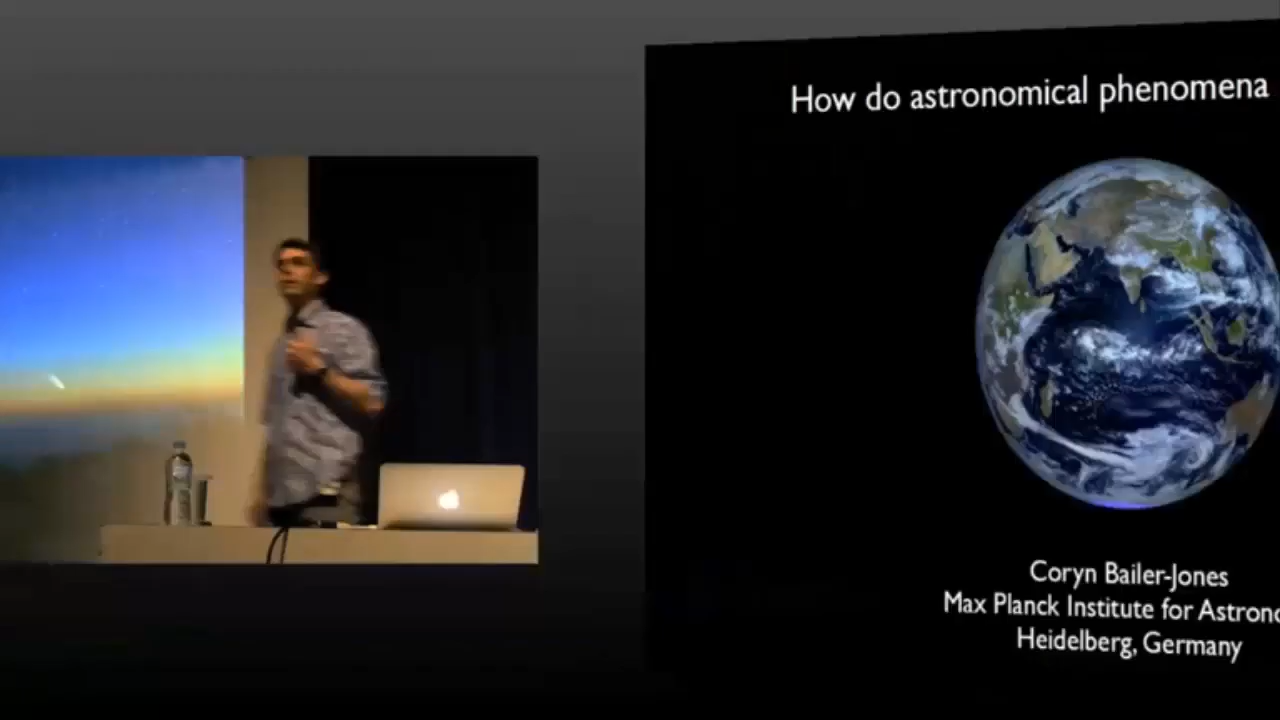 How do astronomical phenomena
Coryn Bailer-Jones
Max Planck Institute for Astrono
Heidelberg, Germany